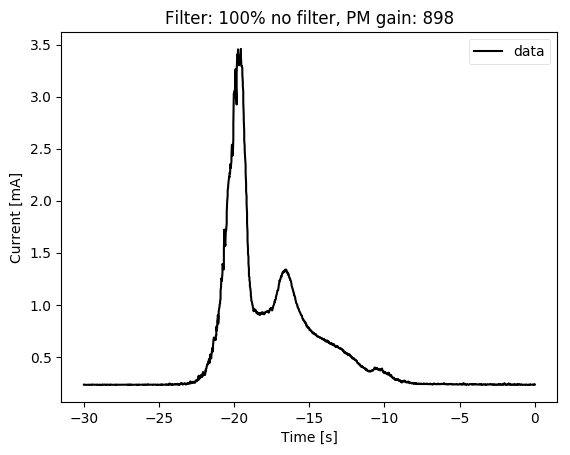 Filter: 100% no filter, PM gain: 898
data
Current [mA]
3.5
3.0
2.5
2.0
1.5
1.0
0.5
−30 −25 −20 −15 −10 −5 0
Time [s]